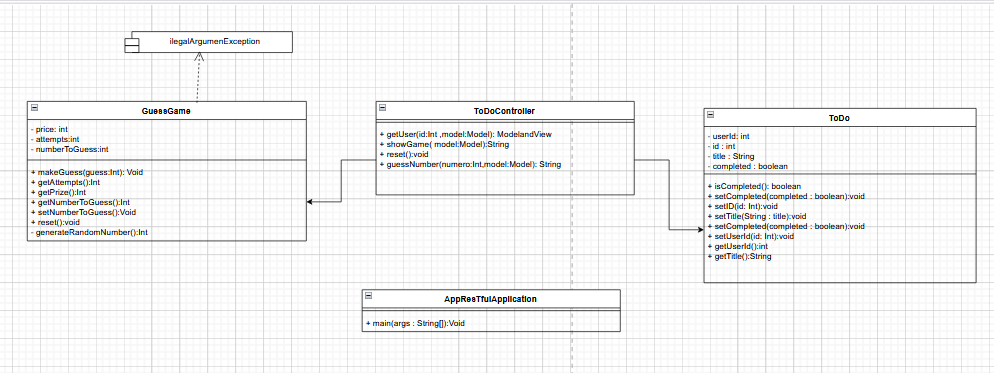 ilegalArgumenException
GuessGame
- price: int
- attempts:int
- numberToGuess:int
+ makeGuess(guess:Int): Void
+ getAttempts():Int
+ getPrize():Int
+ getNumberToGuess():Int
+ setNumberToGuess():Void
+ reset():void
- generateRandomNumber():Int
ToDoController
+ getUser(id:Int ,model:Model): ModelandView
+ showGame( model:Model):String
+ reset():void
+ guessNumber(numero:Int,model:Model): String
ToDo
- userId: int
- id : int
- title : String
- completed : boolean
+ isCompleted(): boolean
+ setCompleted(completed : boolean):void
+ setID(id: Int):void
+ setTitle(String : title):void
+ setCompleted(completed : boolean):void
+ setUserId(id: Int):void
+ getUserId():int
+ getTitle():String
AppResTfulApplication
+ main(args : String[]):Void